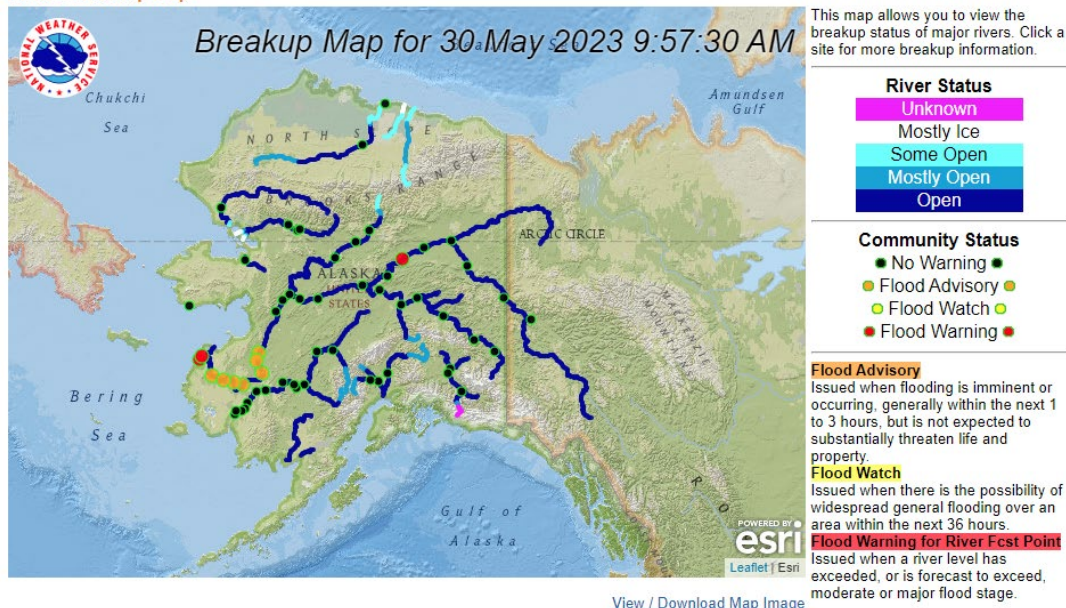 Breakup Map for 30 May 2023 9:57:30 AM
NATIONAL WEATHER SERVICE
Chukchi
Sea
Amundsen
Gulf
NORTH SLOPE
BROOKS RANGE
ARCTIC CIRCLE
ALASKA
UNITED
STATES
MACKENZIE
MOUNTAINS
Bering
Sea
Gulf of
Alaska
POWERED BY
esri
Leaflet | Esri
View / Download Map Image
This map allows you to view the
breakup status of major rivers. Click a
site for more breakup information.
River Status
Unknown
Mostly Ice
Some Open
Mostly Open
Open
Community Status
No Warning
Flood Advisory
Flood Watch
Flood Warning
Flood Advisory
Issued when flooding is imminent or
occurring, generally within the next 1
to 3 hours, but is not expected to
substantially threaten life and
property.
Flood Watch
Issued when there is the possibility of
widespread general flooding over an
area within the next 36 hours.
Flood Warning for River Fcst Point
Issued when a river level has
exceeded, or is forecast to exceed,
moderate or major flood stage.